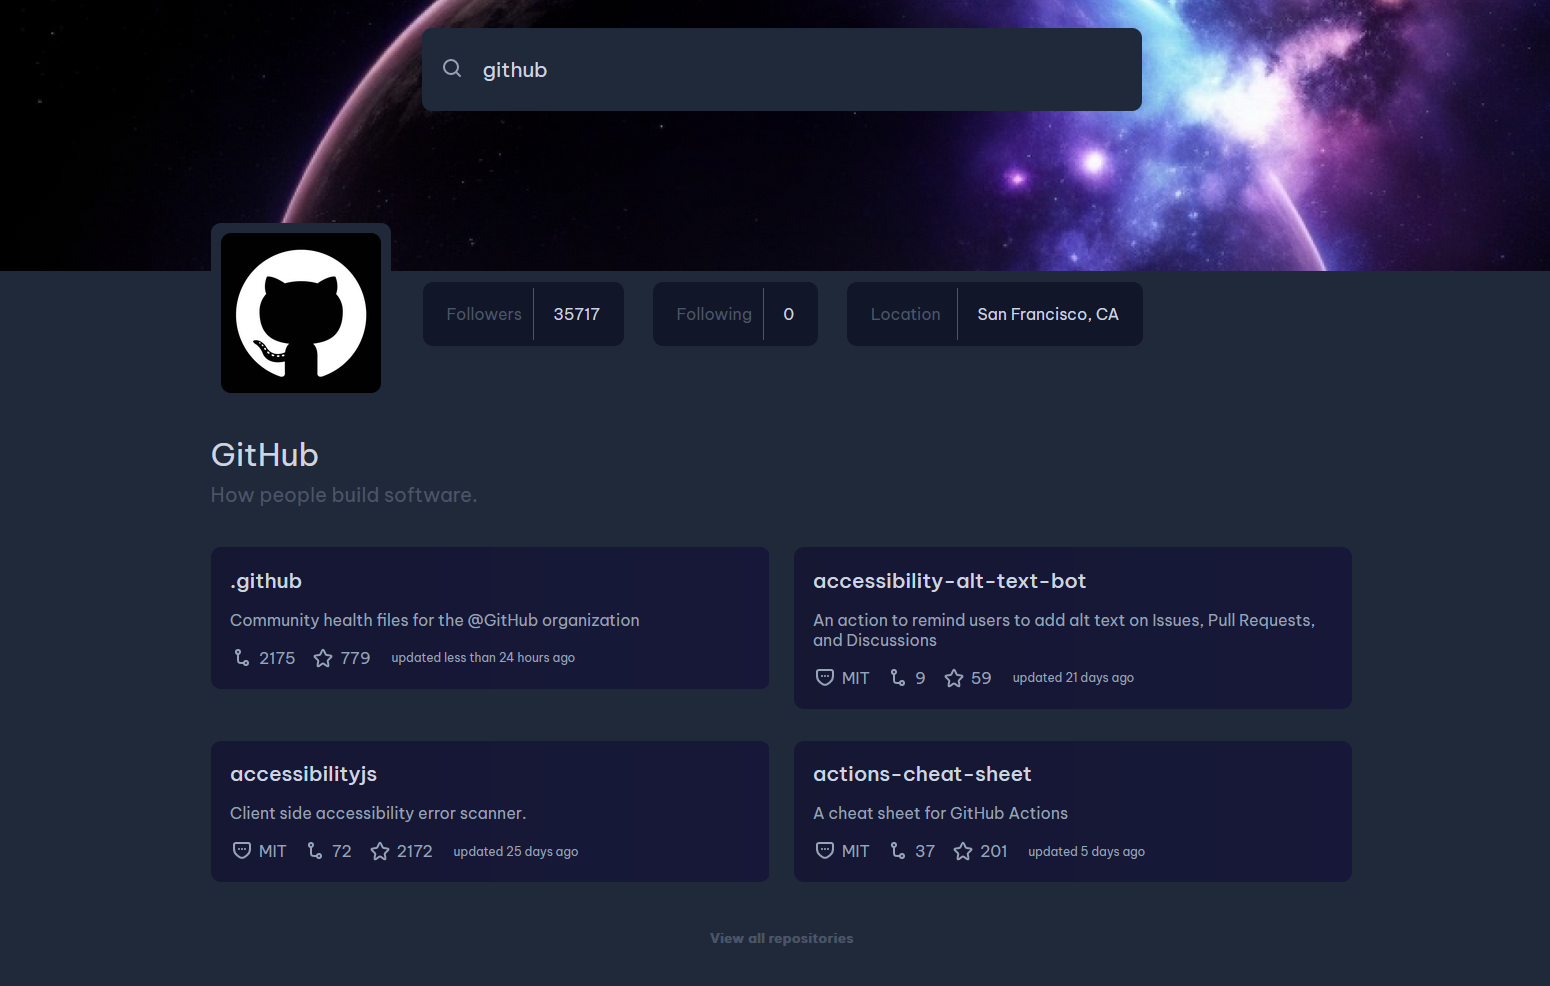 github
Followers 35717 Following 0 Location San Francisco, CA
GitHub
How people build software.
.github
Community health files for the @GitHub organization
2175 779 updated less than 24 hours ago
accessibility-alt-text-bot
An action to remind users to add alt text on Issues, Pull Requests,
and Discussions
MIT 9 59 updated 21 days ago
accessibilityjs
Client side accessibility error scanner.
MIT 72 2172 updated 25 days ago
actions-cheat-sheet
A cheat sheet for GitHub Actions
MIT 37 201 updated 5 days ago
View all repositories